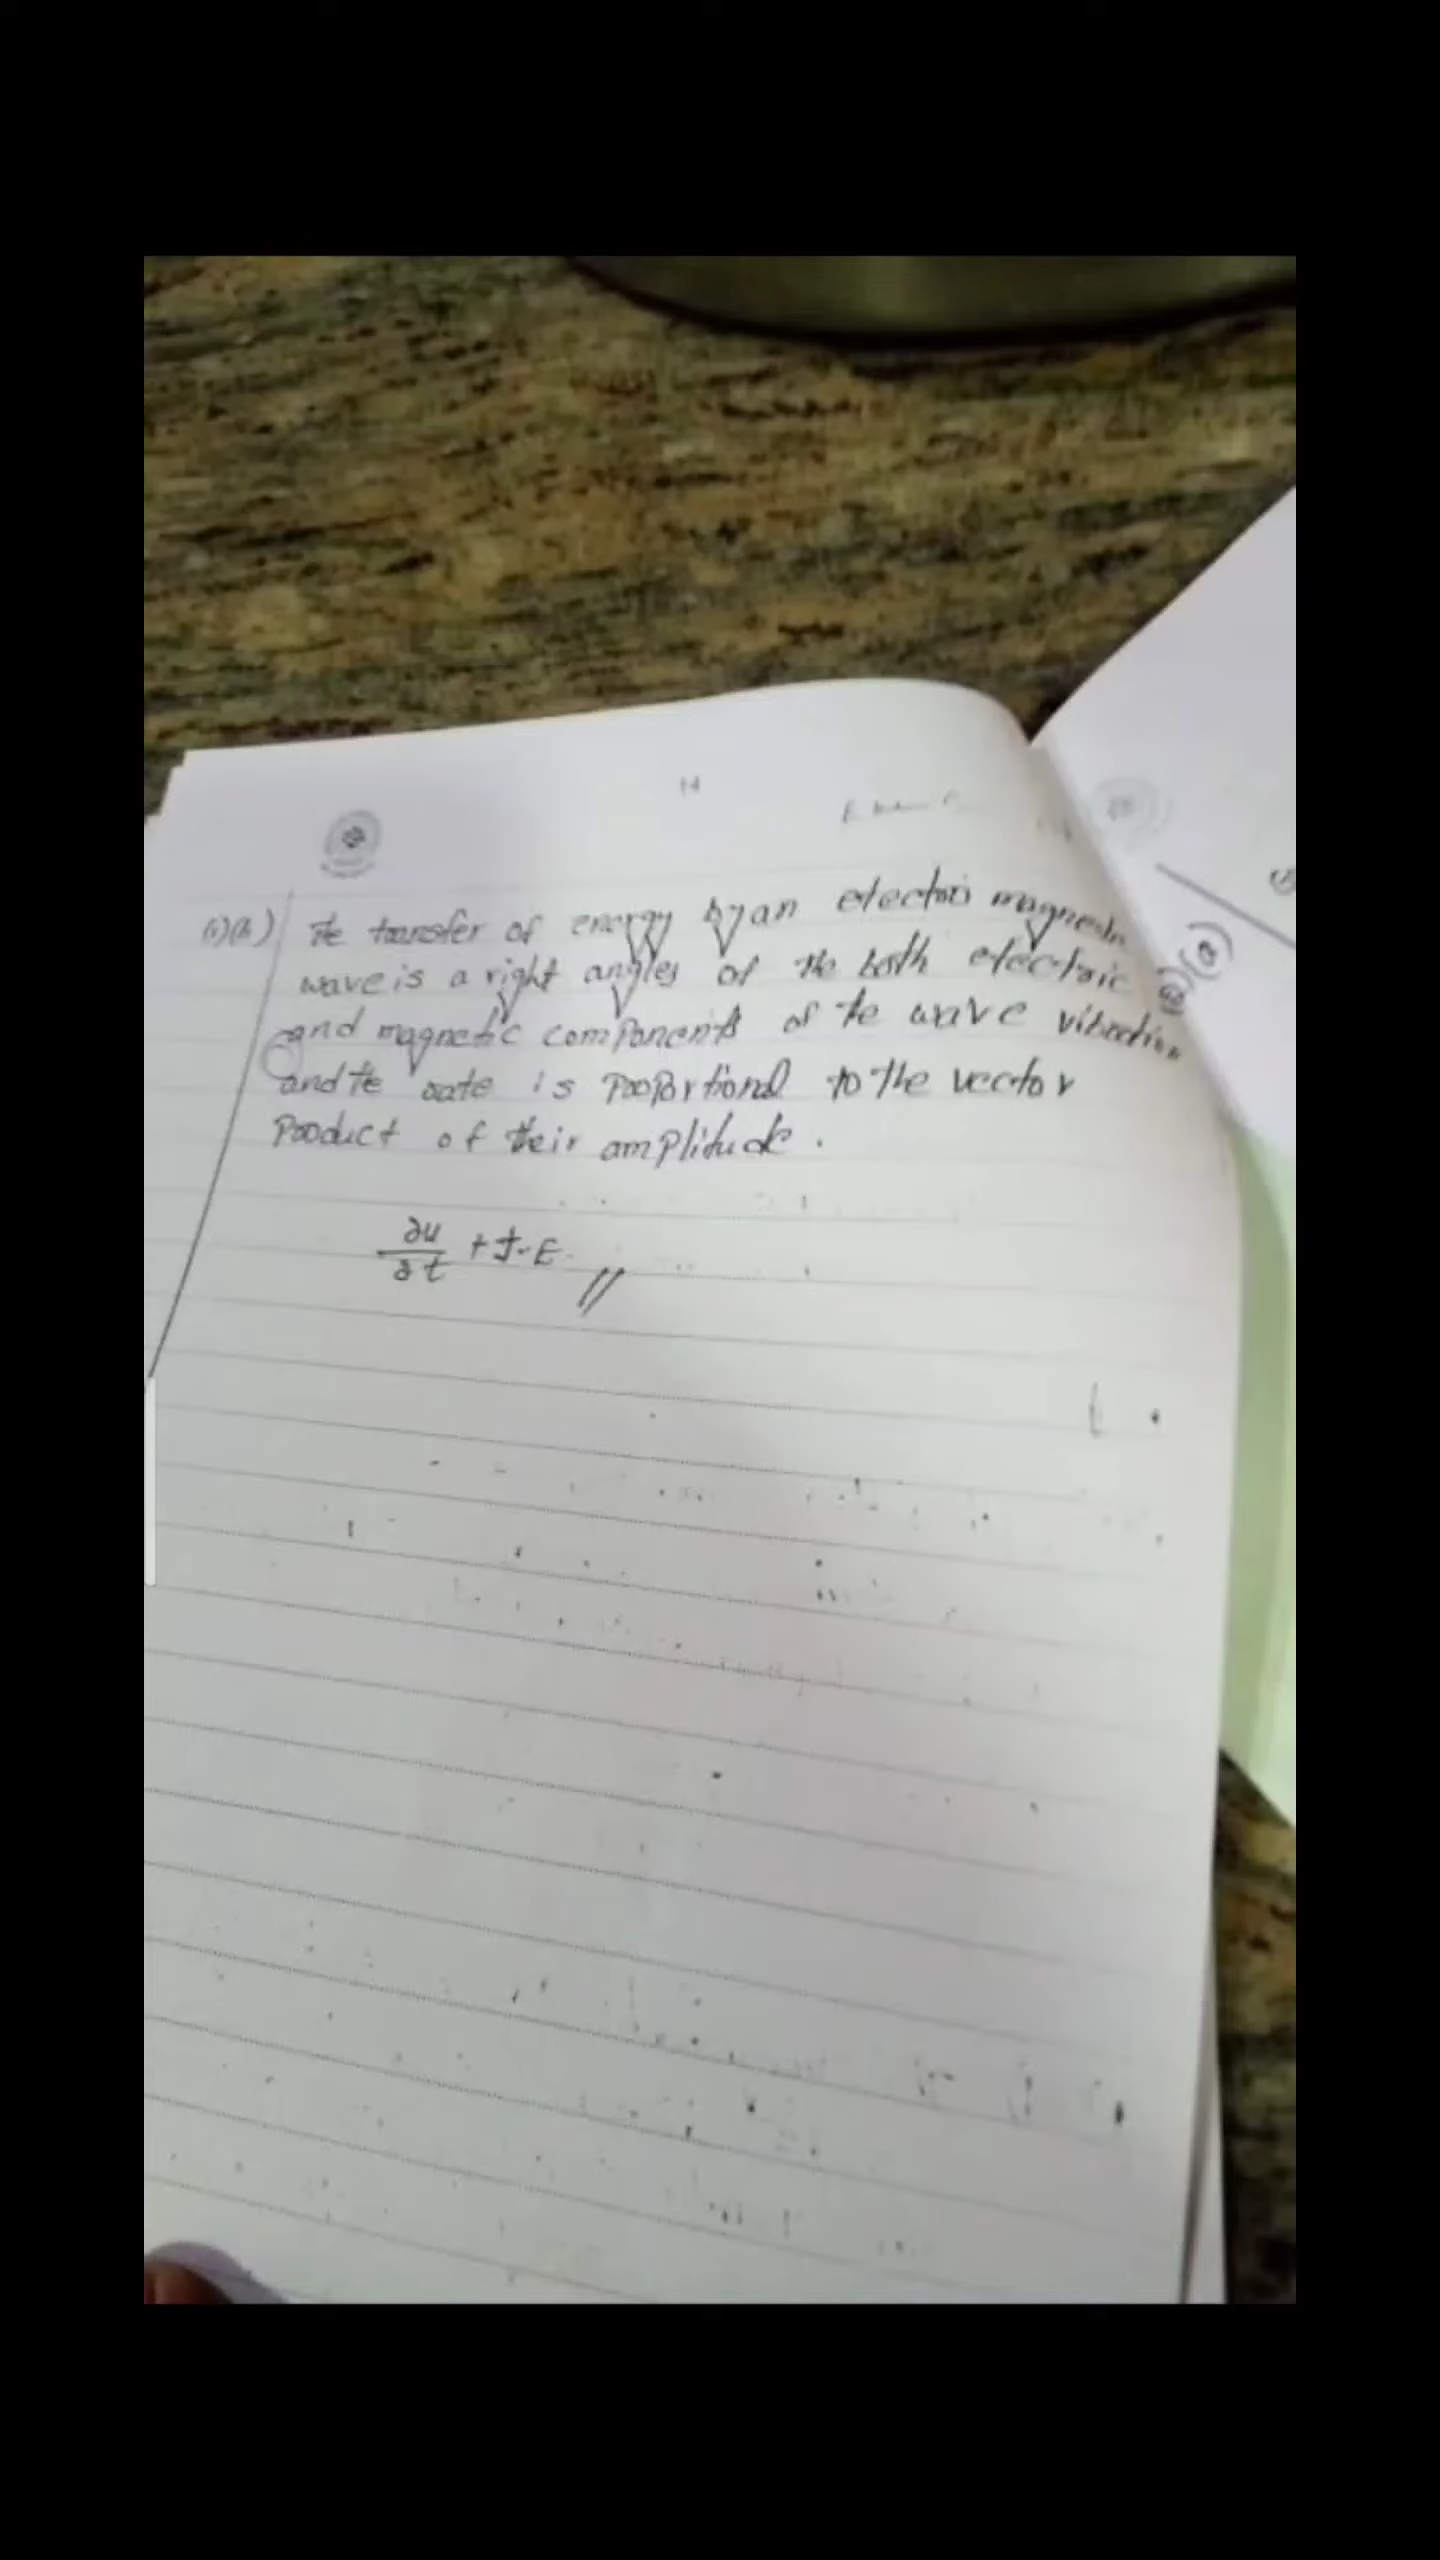 14
(i)(b) The transfer of energy by an electro magnetic
wave is a right angles of the both electric
and magnetic components of the wave vibration
and the rate is proportional to the vector
product of their amplitude.
∂u/∂t + J·E //
(a)